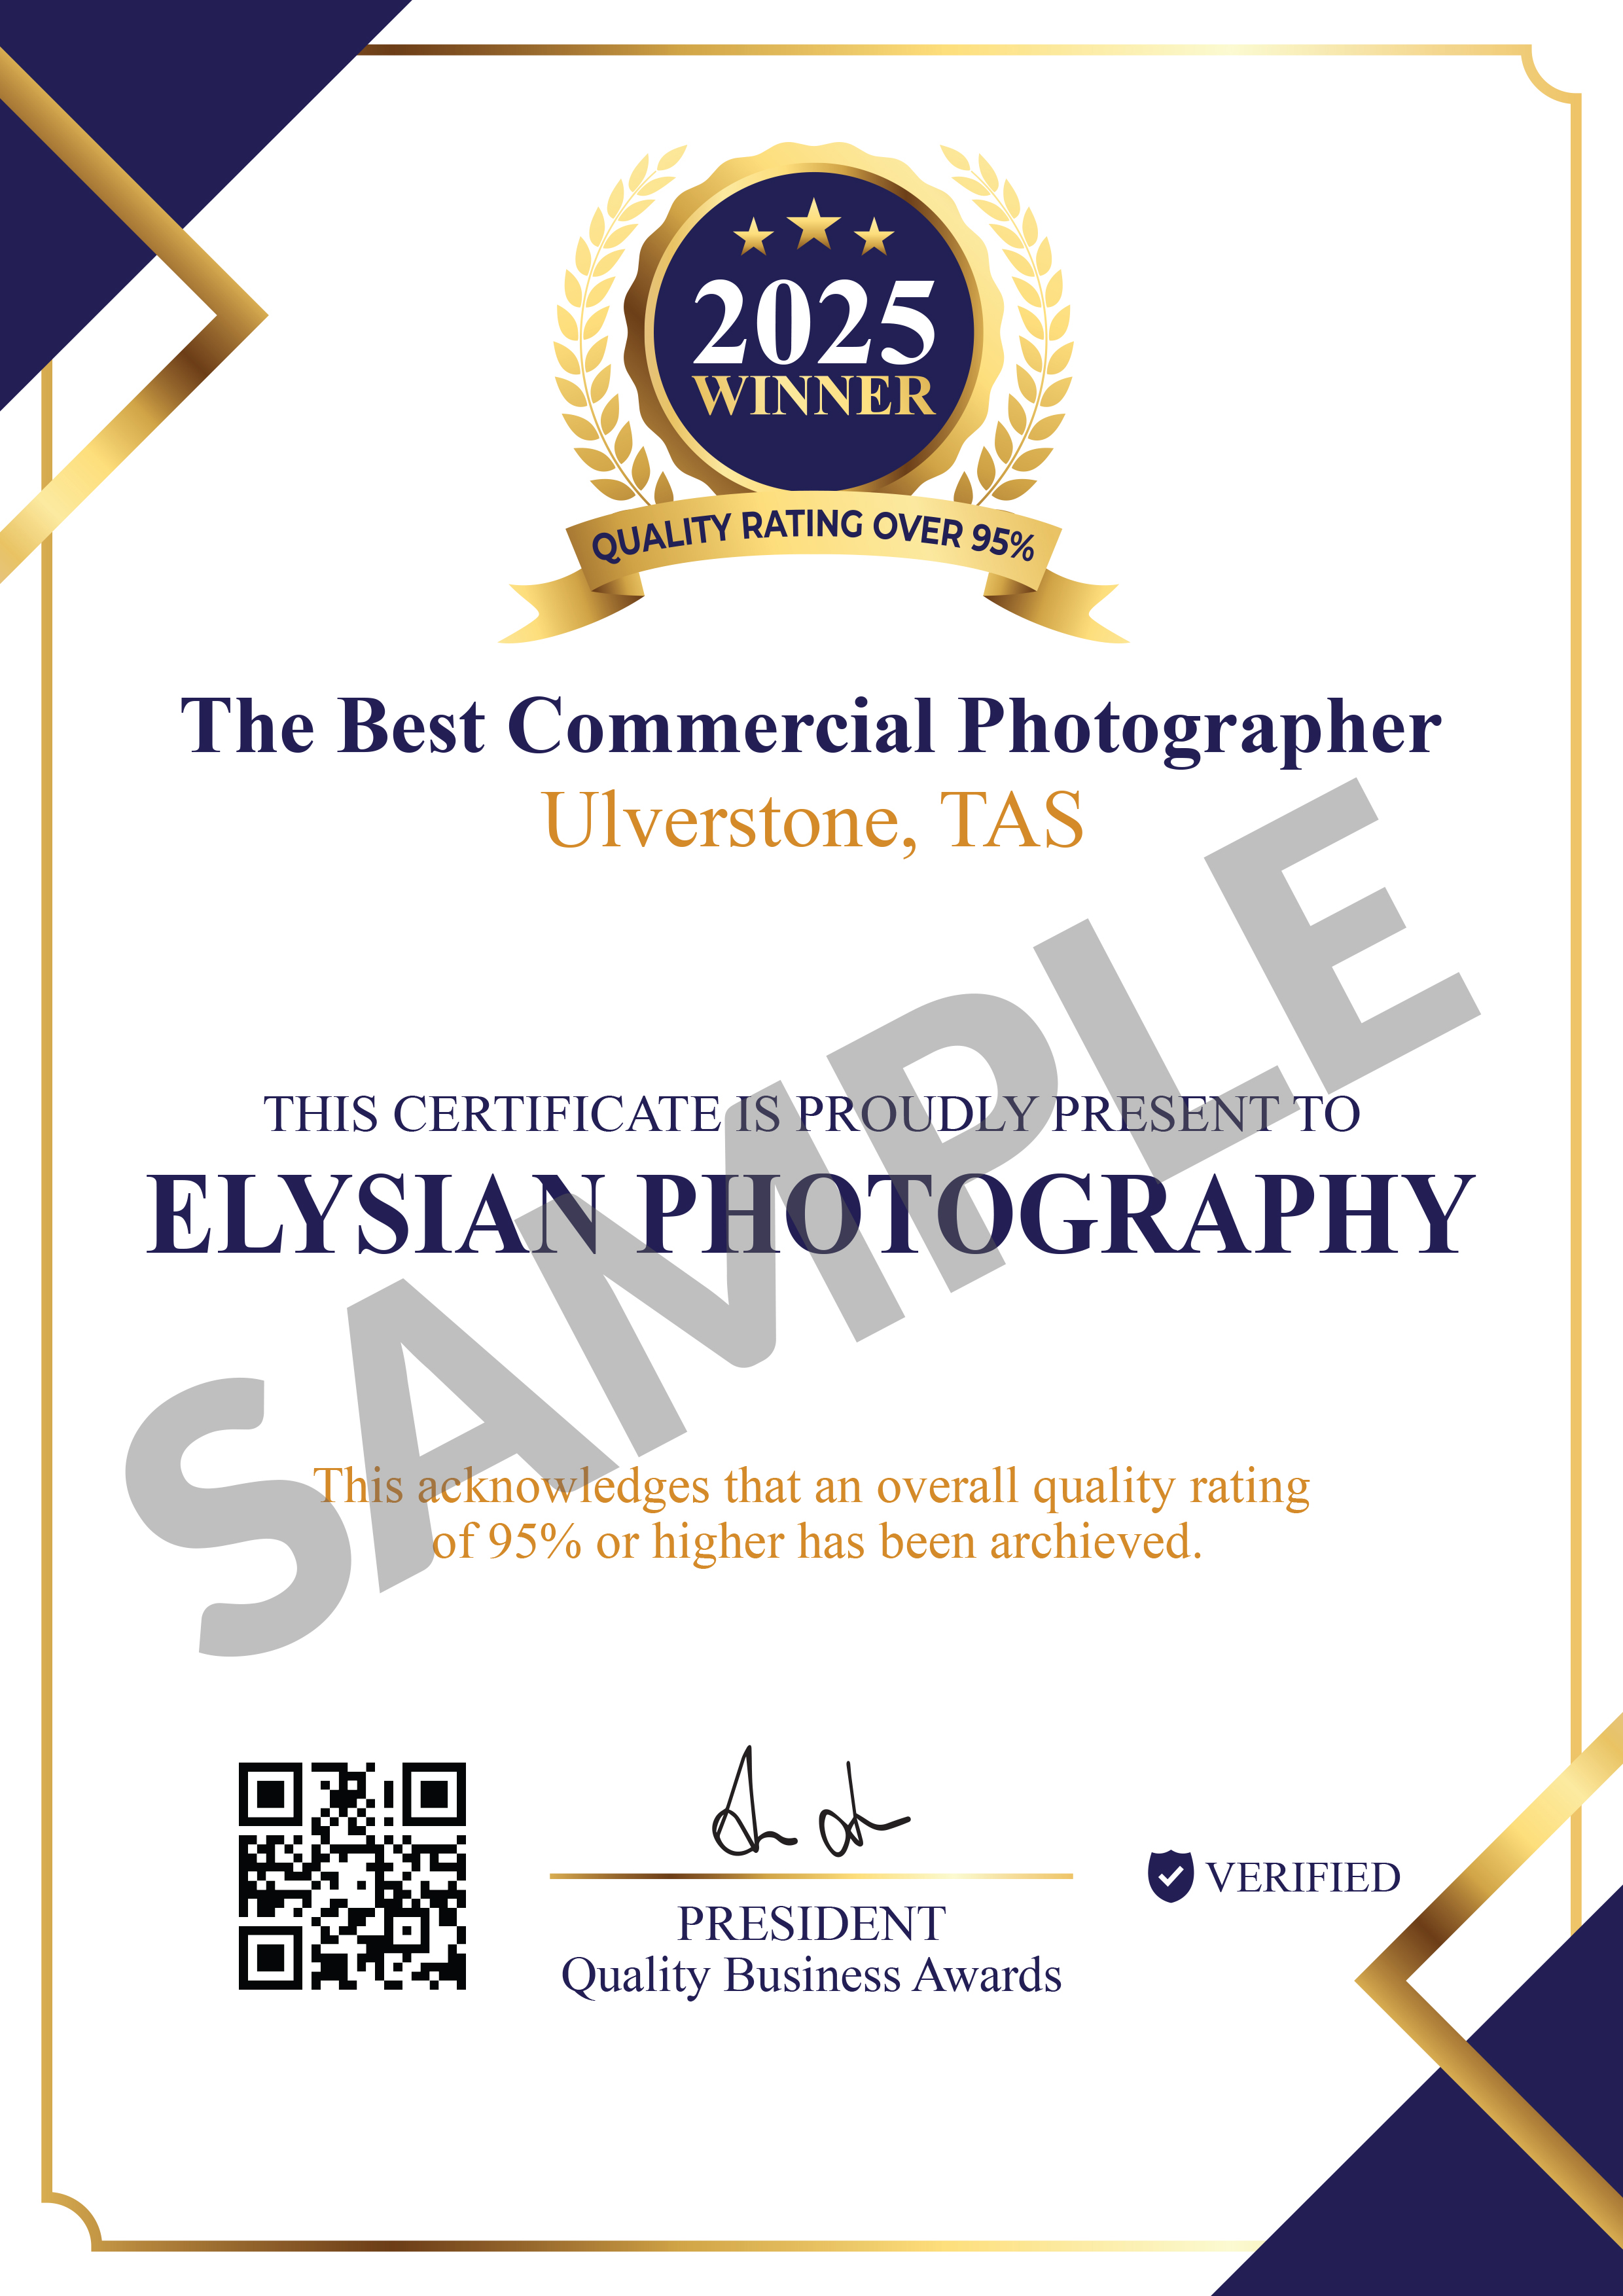 2025
WINNER
QUALITY RATING OVER 95%
The Best Commercial Photographer
Ulverstone, TAS
THIS CERTIFICATE IS PROUDLY PRESENT TO
ELYSIAN PHOTOGRAPHY
SAMPLE
This acknowledges that an overall quality rating
of 95% or higher has been archieved.
PRESIDENT
Quality Business Awards
VERIFIED